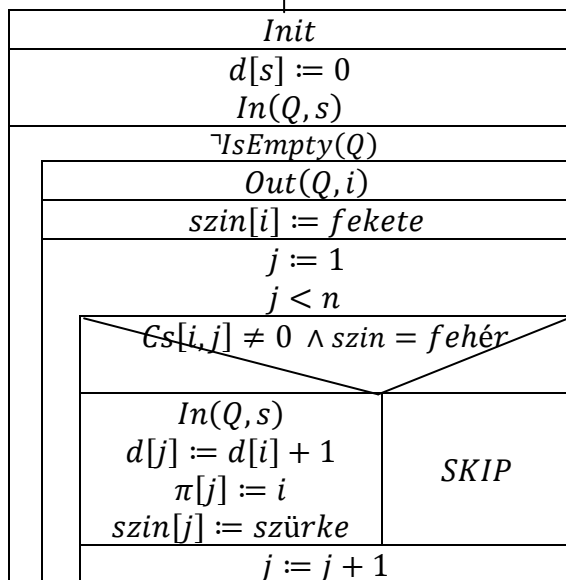 Init
d[s] ≔ 0
In(Q, s)
¬IsEmpty(Q)
Out(Q, i)
szin[i] ≔ fekete
j ≔ 1
j < n
Cs[i, j] ≠ 0 ∧ szin = fehér
In(Q, s)
d[j] ≔ d[i] + 1
π[j] ≔ i
szin[j] ≔ szürke
SKIP
j ≔ j + 1